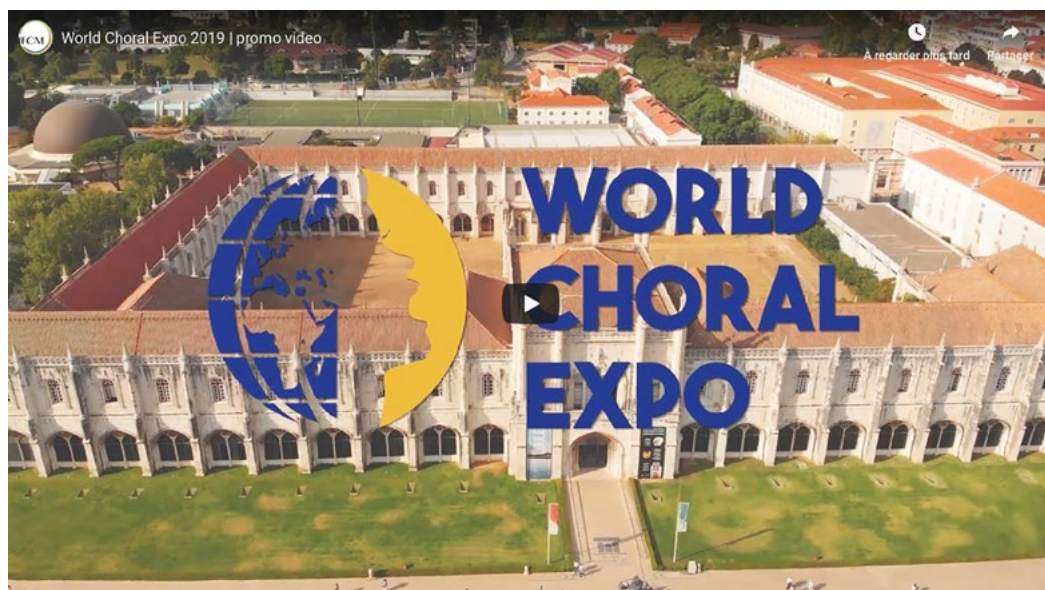 IFCM
World Choral Expo 2019 | promo video
À regarder plus tard
Partager
WORLD
CHORAL
EXPO